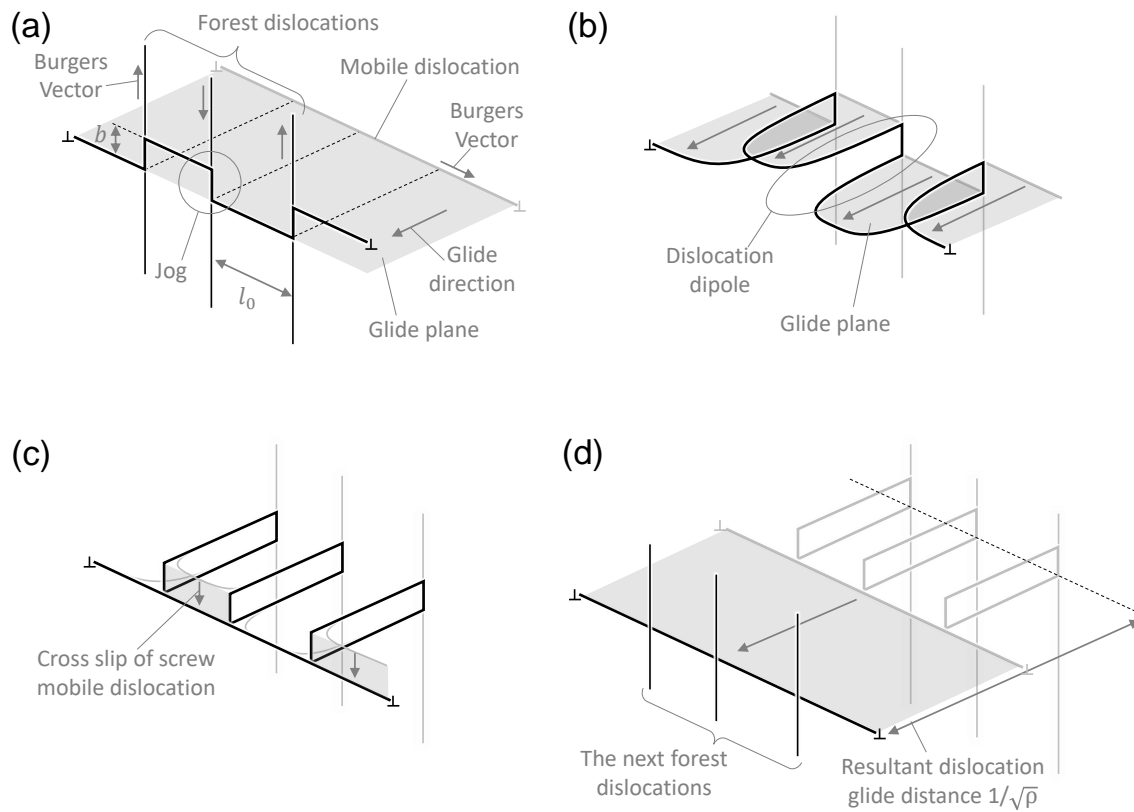 (a)
Forest dislocations
Burgers
Vector
Mobile dislocation
Burgers
Vector
b
Jog
l₀
Glide
direction
Glide plane
(b)
Dislocation
dipole
Glide plane
(c)
Cross slip of screw
mobile dislocation
(d)
The next forest
dislocations
Resultant dislocation
glide distance 1/√ρ